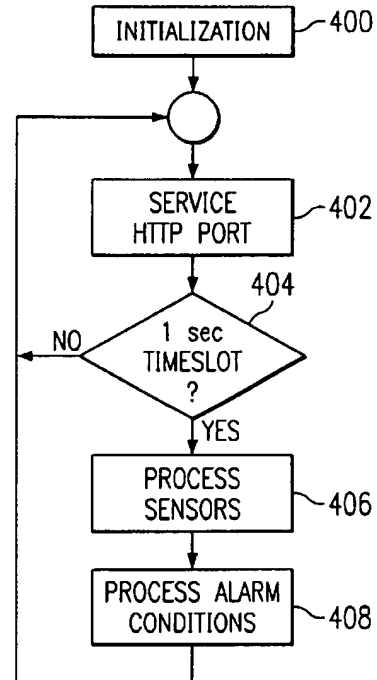 INITIALIZATION
400
SERVICE
HTTP PORT
402
404
1 sec
TIMESLOT
?
NO
YES
PROCESS
SENSORS
406
PROCESS ALARM
CONDITIONS
408